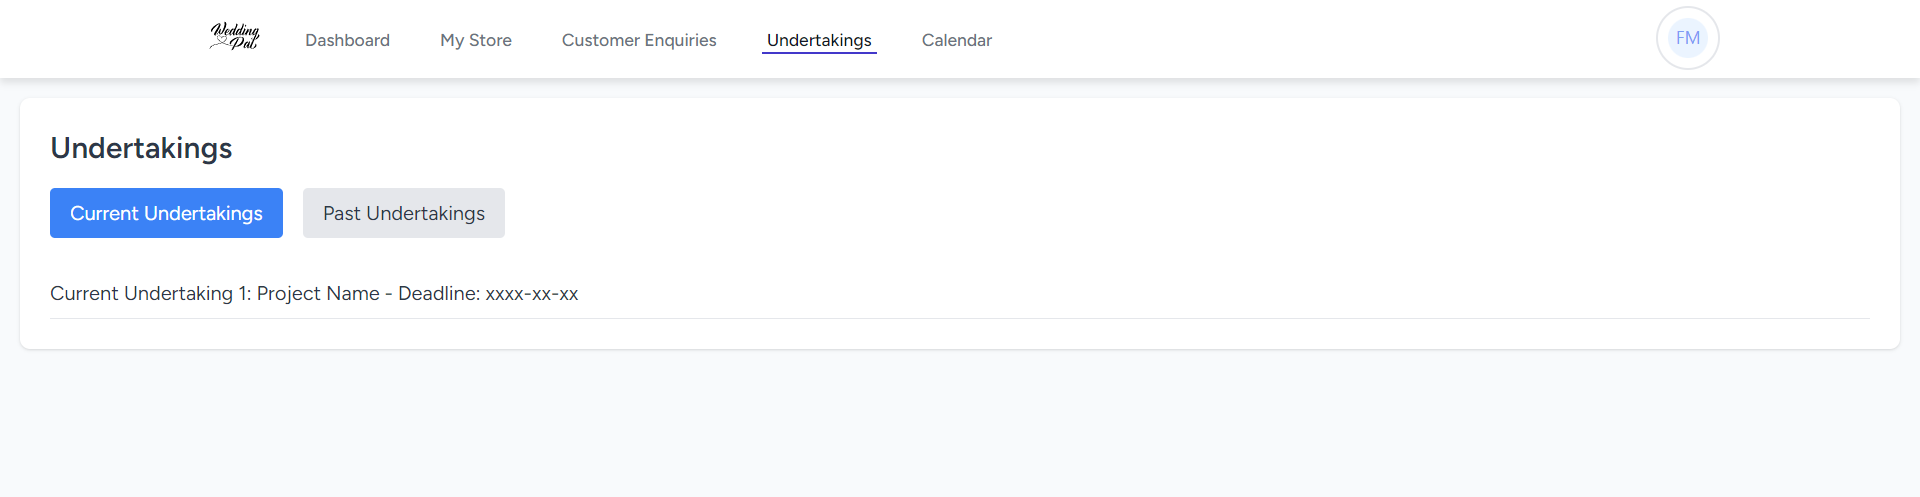 Wedding
Pal
Dashboard
My Store
Customer Enquiries
Undertakings
Calendar
FM
Undertakings
Current Undertakings
Past Undertakings
Current Undertaking 1: Project Name - Deadline: xxxx-xx-xx